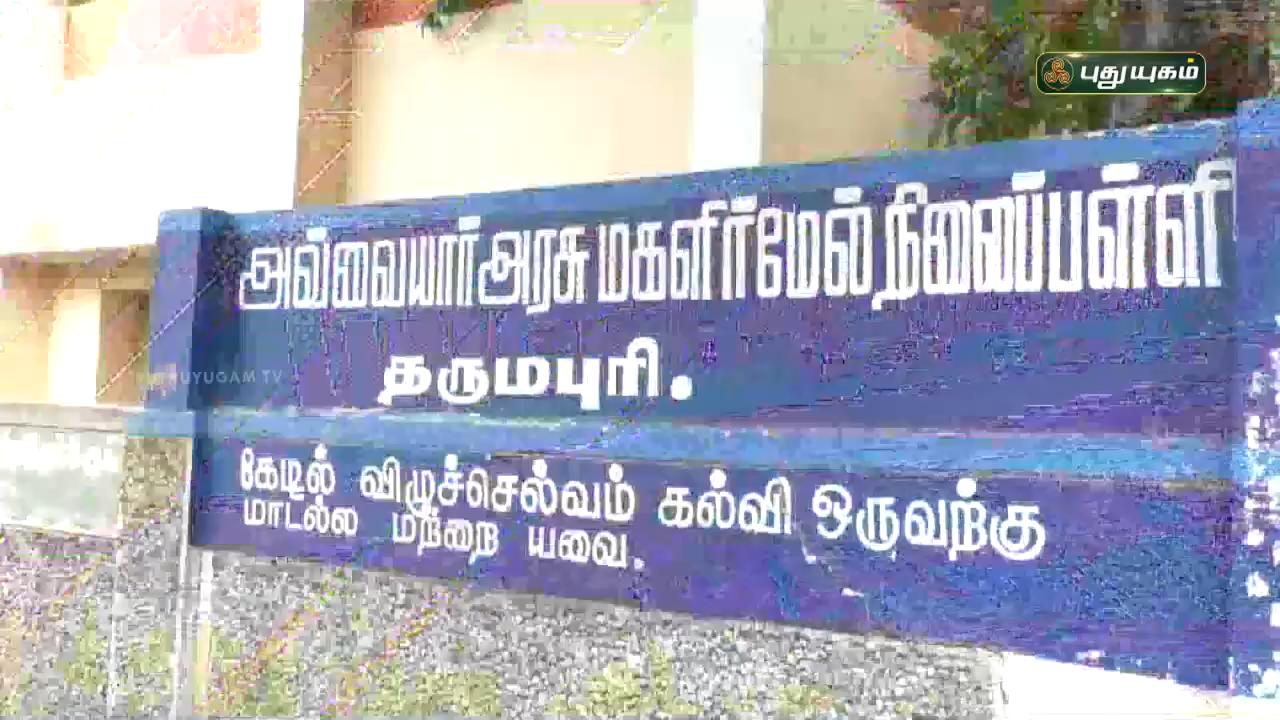 புதுயுகம்
அவ்வையார் அரசு மகளிர் மேல் நிலைப்பள்ளி
தருமபுரி.
கேடில் விழுச்செல்வம் கல்வி ஒருவற்கு
மாடல்ல மற்றை யவை.